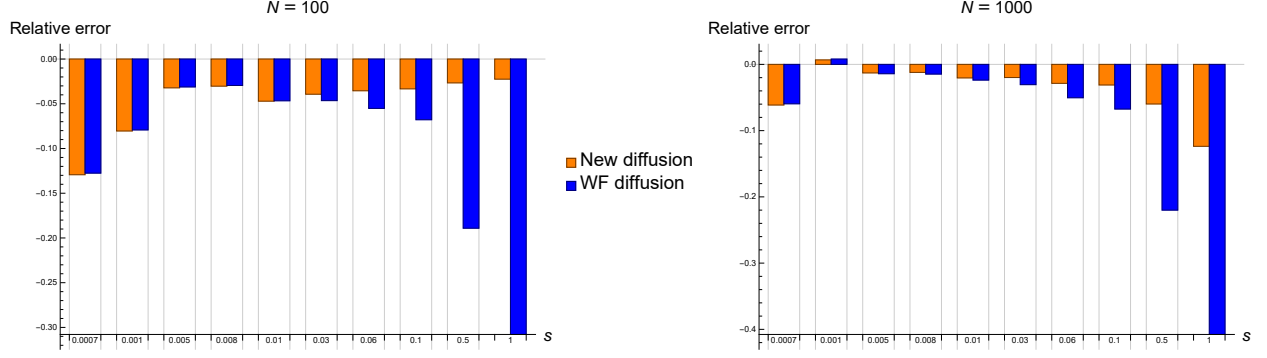 N = 100
Relative error
0.00
−0.05
−0.10
−0.15
−0.20
−0.25
−0.30
0.0007 0.001 0.005 0.008 0.01 0.03 0.06 0.1 0.5 1 s
New diffusion
WF diffusion
N = 1000
Relative error
0.0
−0.1
−0.2
−0.3
−0.4
0.0007 0.001 0.005 0.008 0.01 0.03 0.06 0.1 0.5 1 s